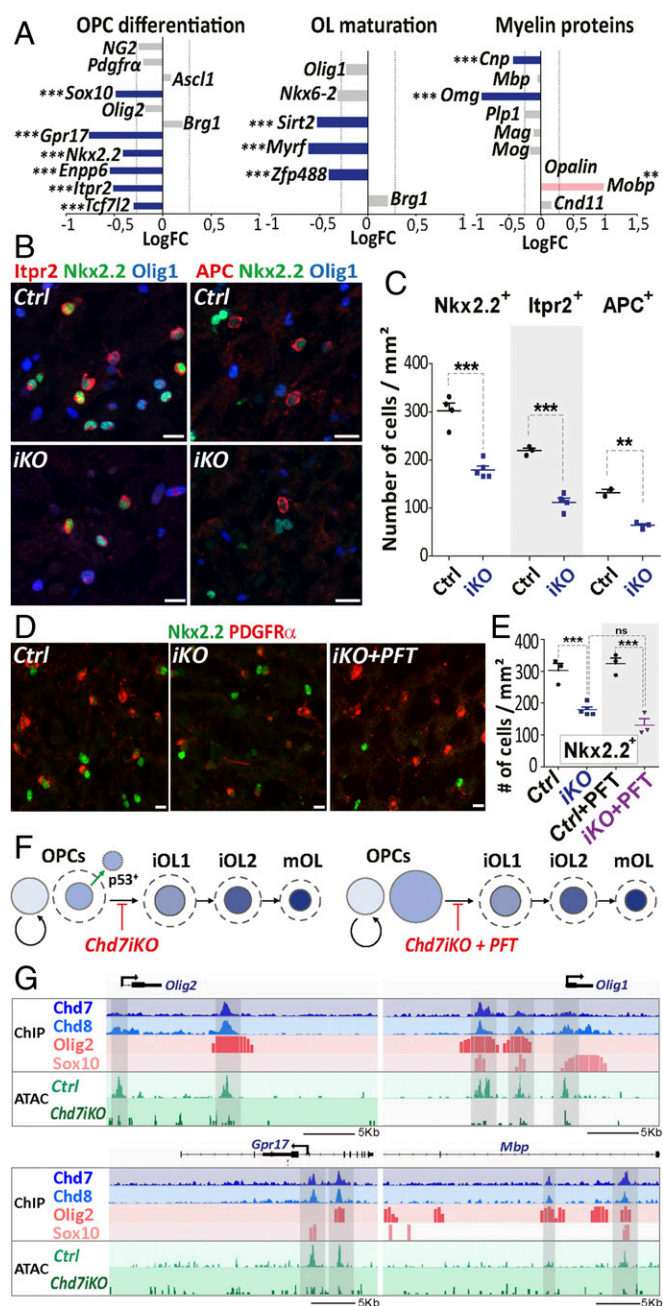 A
OPC differentiation
OL maturation
Myelin proteins
NG2
Pdgfrα
Ascl1
***Sox10
Olig2
Brg1
***Gpr17
***Nkx2.2
***Enpp6
***Itpr2
***Tcf7l2
-1 -0,5 0 0,5 1
LogFC
Olig1
Nkx6-2
***Sirt2
***Myrf
***Zfp488
Brg1
-1 -0,5 0 0,5 1
LogFC
***Cnp
Mbp
***Omg
Plp1
Mag
Mog
Opalin
Mobp**
Cnd11
-1 -0,5 0 0,5 1 1,5
LogFC
B
Itpr2 Nkx2.2 Olig1
APC Nkx2.2 Olig1
Ctrl
Ctrl
iKO
iKO
C
Nkx2.2+ Itpr2+ APC+
Number of cells / mm²
400
300
200
100
0
***
***
**
Ctrl iKO Ctrl iKO Ctrl iKO
D
Nkx2.2 PDGFRα
Ctrl
iKO
iKO+PFT
E
# of cells / mm²
400
300
200
100
0
***
ns
***
Nkx2.2+
Ctrl
iKO
Ctrl+PFT
iKO+PFT
F
OPCs
p53+
iOL1 iOL2 mOL
Chd7iKO
OPCs
iOL1 iOL2 mOL
Chd7iKO + PFT
G
Olig2
Olig1
ChIP
Chd7
Chd8
Olig2
Sox10
ATAC
Ctrl
Chd7iKO
5Kb
5Kb
Gpr17
Mbp
ChIP
Chd7
Chd8
Olig2
Sox10
ATAC
Ctrl
Chd7iKO
5Kb
5Kb